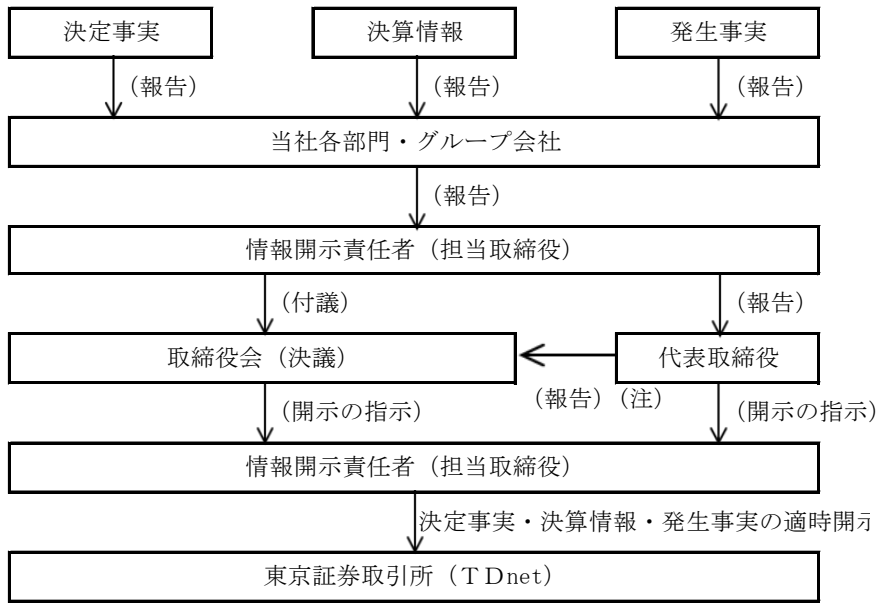 決定事実
決算情報
発生事実
(報告)
(報告)
(報告)
当社各部門・グループ会社
(報告)
情報開示責任者(担当取締役)
(付議)
(報告)
取締役会(決議)
代表取締役
(報告)(注)
(開示の指示)
(開示の指示)
情報開示責任者(担当取締役)
決定事実・決算情報・発生事実の適時開示
東京証券取引所(TDnet)